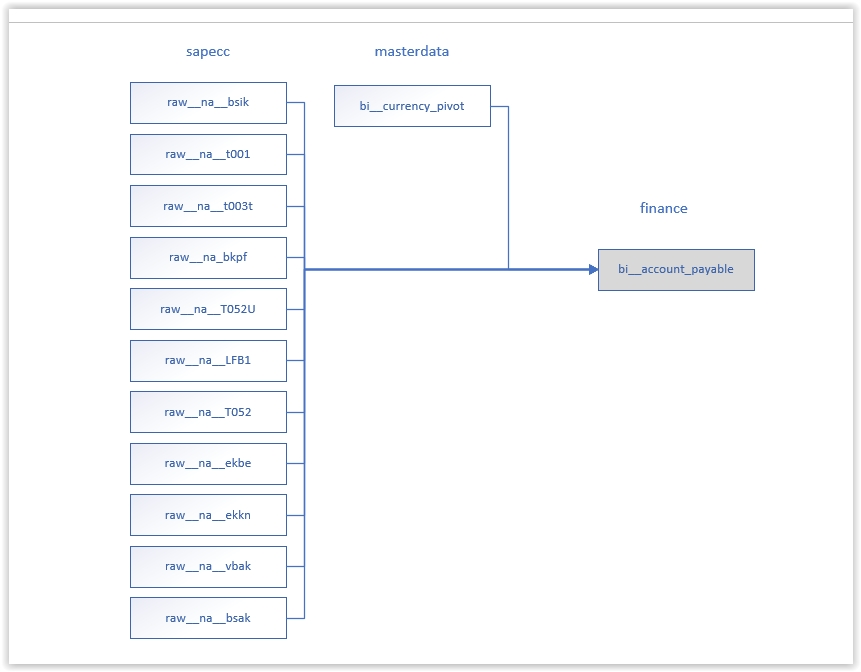 sapecc
masterdata
raw__na__bsik
bi__currency_pivot
raw__na__t001
raw__na__t003t
finance
raw__na_bkpf
bi__account_payable
raw__na__T052U
raw__na__LFB1
raw__na__T052
raw__na__ekbe
raw__na__ekkn
raw__na__vbak
raw__na__bsak